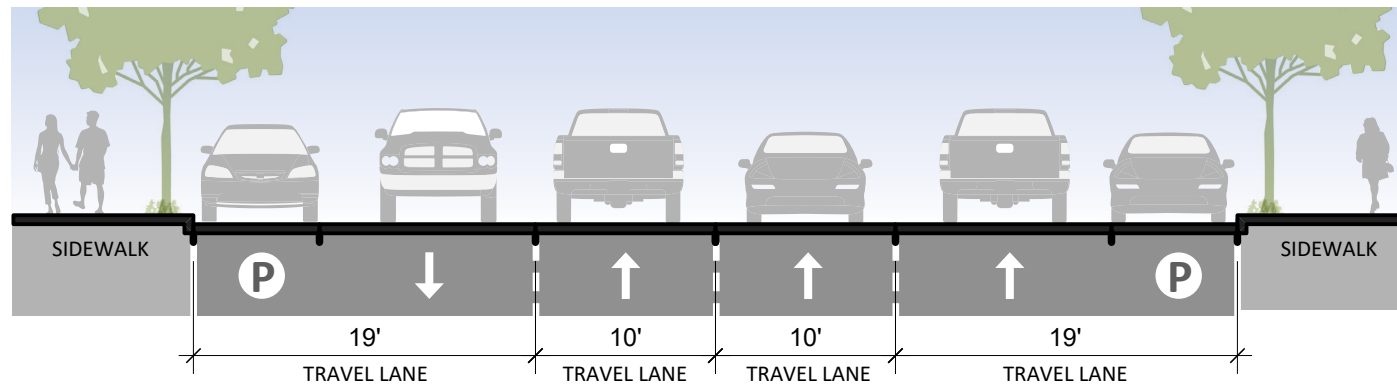 SIDEWALK
SIDEWALK
P
P
19'
10'
10'
19'
TRAVEL LANE
TRAVEL LANE
TRAVEL LANE
TRAVEL LANE